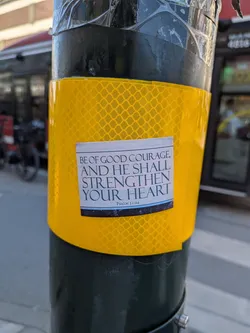 BE OF GOOD COURAGE,
AND HE SHALL
STRENGTHEN
YOUR HEART